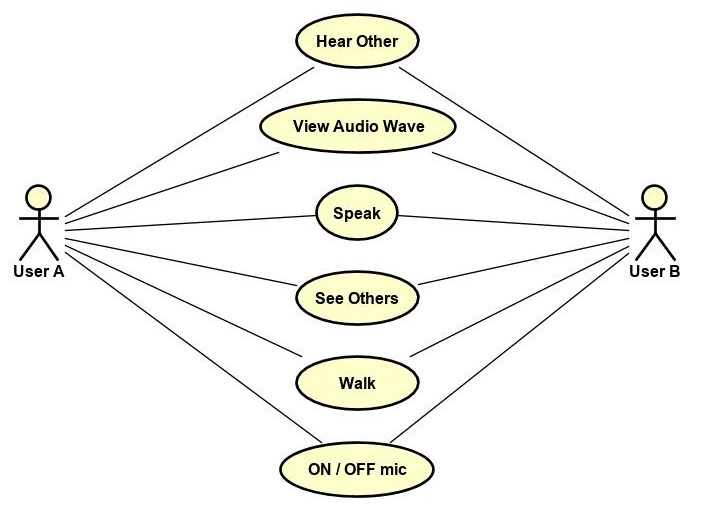 Hear Other
View Audio Wave
Speak
User A
User B
See Others
Walk
ON / OFF mic